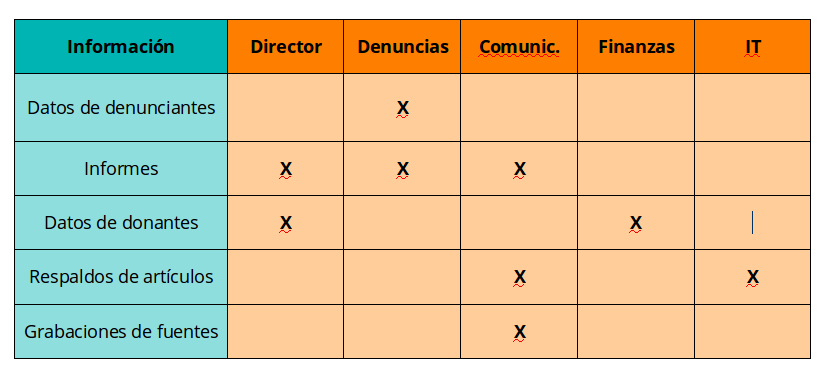 Información Director Denuncias Comunic. Finanzas IT
Datos de denunciantes X
Informes X X X
Datos de donantes X X
Respaldos de artículos X X
Grabaciones de fuentes X